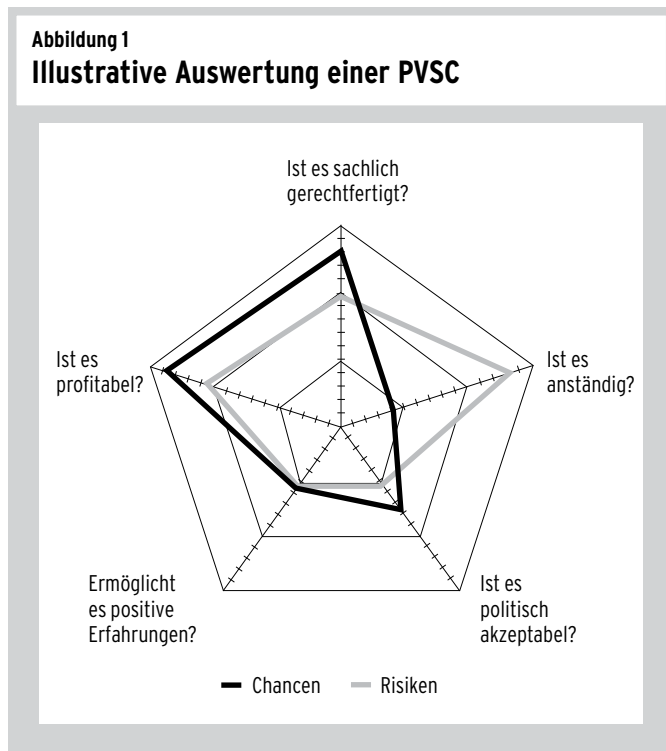 Abbildung 1
Illustrative Auswertung einer PVSC
Ist es sachlich
gerechtfertigt?
Ist es
profitabel?
Ist es
anständig?
Ermöglicht
es positive
Erfahrungen?
Ist es
politisch
akzeptabel?
Chancen
Risiken